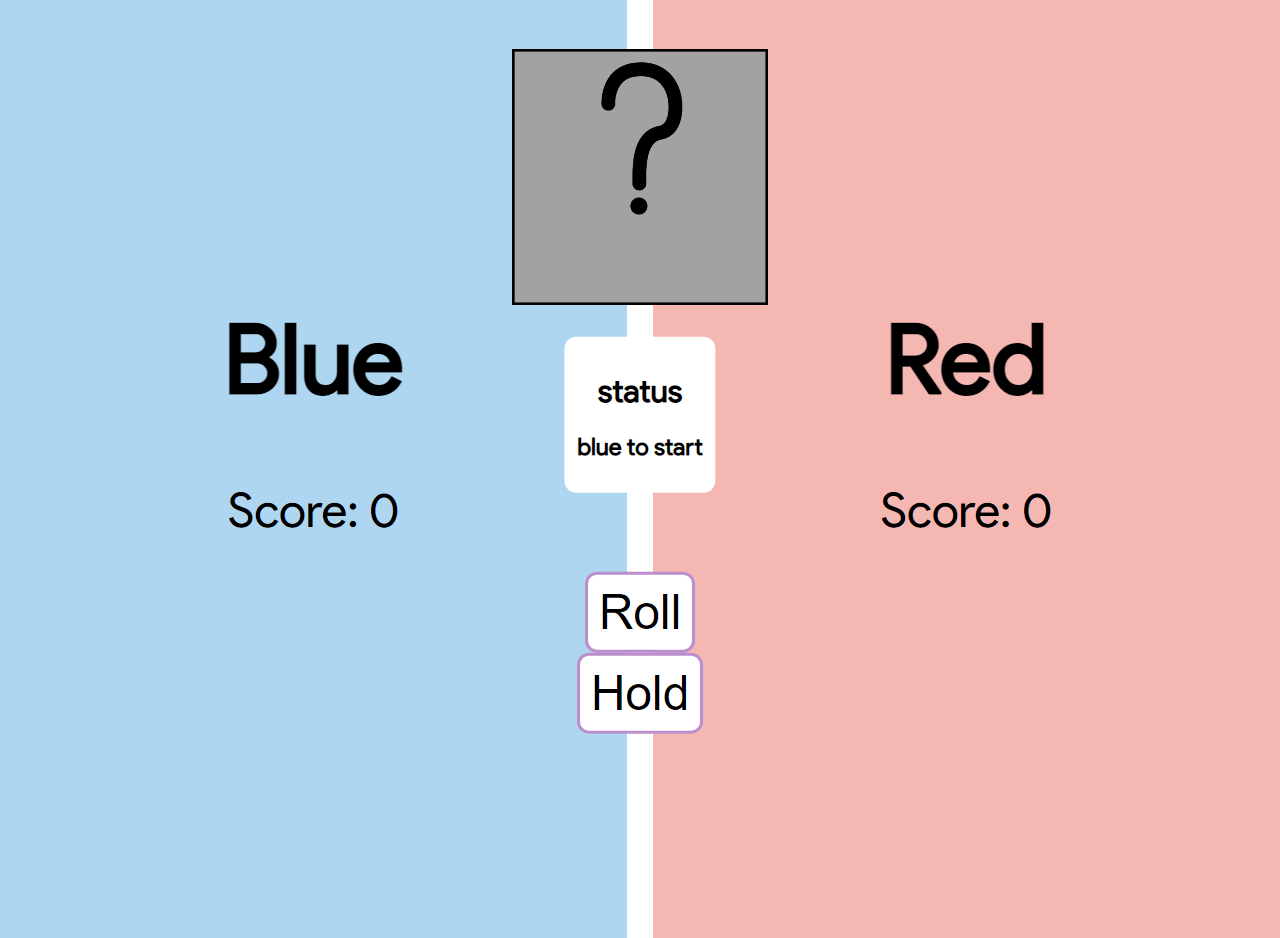 ?
Blue
Score: 0
status
blue to start
Roll
Hold
Red
Score: 0